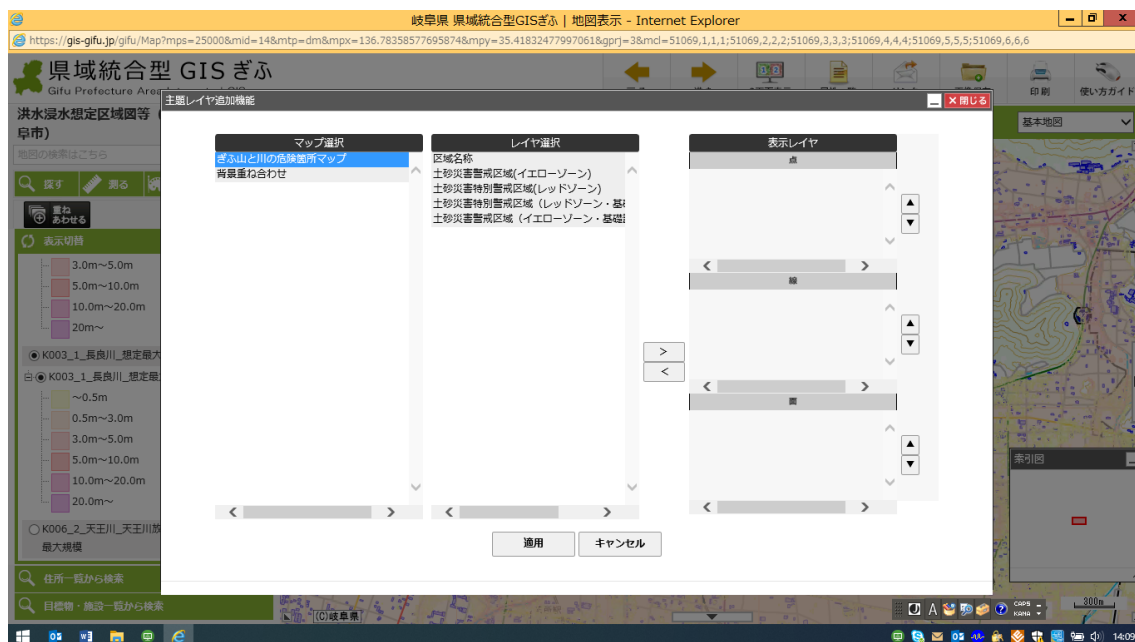 岐阜県 県域統合型GISぎふ | 地図表示 - Internet Explorer
https://gis-gifu.jp/gifu/Map?mps=25000&mid=14&mtp=dm&mpx=136.78358577695874&mpy=35.41832477997061&gprj=3&mcl=51069,1,1,1;51069,2,2,2;51069,3,3,3;51069,4,4,4;51069,5,5,5;51069,6,6,6
県域統合型 GIS ぎふ
Gifu Prefecture Area
印刷
使い方ガイド
洪水浸水想定区域図等（
阜市）
地図の検索はこちら
探す
測る
重ね
あわせる
表示切替
3.0m～5.0m
5.0m～10.0m
10.0m～20.0m
20m～
K003_1_長良川_想定最大
K003_1_長良川_想定最
～0.5m
0.5m～3.0m
3.0m～5.0m
5.0m～10.0m
10.0m～20.0m
20.0m～
K006_2_天王川_天王川放
最大規模
住所一覧から検索
目標物・施設一覧から検索
主題レイヤ追加機能
×閉じる
マップ選択
ぎふ山と川の危険箇所マップ
背景重ね合わせ
レイヤ選択
区域名称
土砂災害警戒区域(イエローゾーン)
土砂災害特別警戒区域(レッドゾーン)
土砂災害特別警戒区域（レッドゾーン・基
土砂災害警戒区域（イエローゾーン・基礎
>
<
表示レイヤ
点
▲
▼
線
▲
▼
面
▲
▼
適用
キャンセル
基本地図
索引図
(C)岐阜県
300m
A
CAPS
KANA
14:09